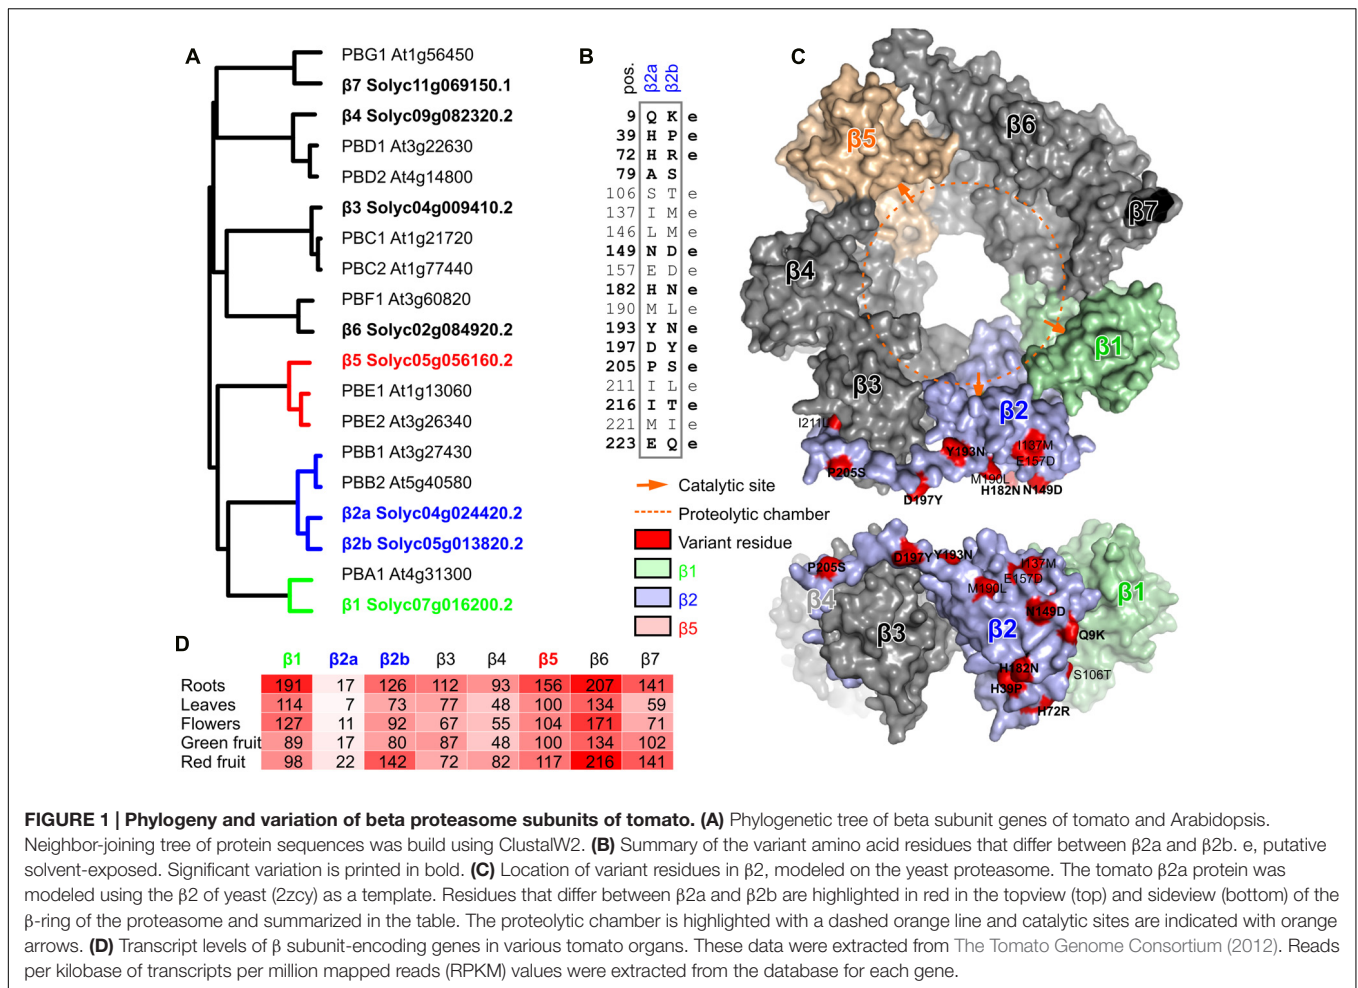 A
PBG1 At1g56450
β7 Solyc11g069150.1
β4 Solyc09g082320.2
PBD1 At3g22630
PBD2 At4g14800
β3 Solyc04g009410.2
PBC1 At1g21720
PBC2 At1g77440
PBF1 At3g60820
β6 Solyc02g084920.2
β5 Solyc05g056160.2
PBE1 At1g13060
PBE2 At3g26340
PBB1 At3g27430
PBB2 At5g40580
β2a Solyc04g024420.2
β2b Solyc05g013820.2
PBA1 At4g31300
β1 Solyc07g016200.2
B
pos. β2a β2b
9 Q K e
39 H P e
72 H R e
79 A S
106 S T e
137 I M e
146 L M e
149 N D e
157 E D e
182 H N e
190 M L e
193 Y N e
197 D Y e
205 P S e
211 I L e
216 I T e
221 M I e
223 E Q e
Catalytic site
Proteolytic chamber
Variant residue
β1
β2
β5
C
β5
β6
β7
β4
β1
β3
β2
I211L
P205S
D197Y
Y193N
M190L
H182N
I137M
E157D
N149D
P205S
D197Y
Y193N
I137M
E157D
M190L
N149D
β4
β3
β2
β1
Q9K
H182N
S106T
H39P
H72R
D
β1 β2a β2b β3 β4 β5 β6 β7
Roots 191 17 126 112 93 156 207 141
Leaves 114 7 73 77 48 100 134 59
Flowers 127 11 92 67 55 104 171 71
Green fruit 89 17 80 87 48 100 134 102
Red fruit 98 22 142 72 82 117 216 141
FIGURE 1 | Phylogeny and variation of beta proteasome subunits of tomato. (A) Phylogenetic tree of beta subunit genes of tomato and Arabidopsis.
Neighbor-joining tree of protein sequences was build using ClustalW2. (B) Summary of the variant amino acid residues that differ between β2a and β2b. e, putative
solvent-exposed. Significant variation is printed in bold. (C) Location of variant residues in β2, modeled on the yeast proteasome. The tomato β2a protein was
modeled using the β2 of yeast (2zcy) as a template. Residues that differ between β2a and β2b are highlighted in red in the topview (top) and sideview (bottom) of the
β-ring of the proteasome and summarized in the table. The proteolytic chamber is highlighted with a dashed orange line and catalytic sites are indicated with orange
arrows. (D) Transcript levels of β subunit-encoding genes in various tomato organs. These data were extracted from The Tomato Genome Consortium (2012). Reads
per kilobase of transcripts per million mapped reads (RPKM) values were extracted from the database for each gene.